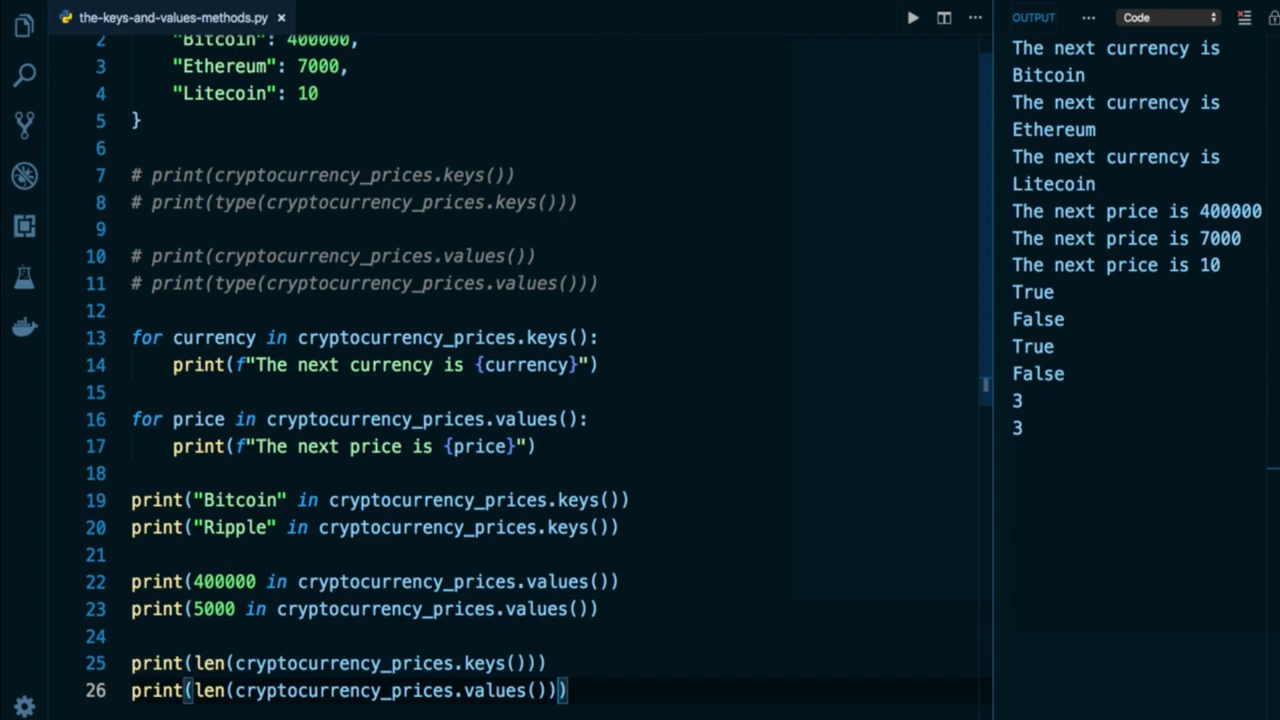 the-keys-and-values-methods.py ×
2 "Bitcoin": 400000,
3 "Ethereum": 7000,
4 "Litecoin": 10
5 }
6
7 # print(cryptocurrency_prices.keys())
8 # print(type(cryptocurrency_prices.keys()))
9
10 # print(cryptocurrency_prices.values())
11 # print(type(cryptocurrency_prices.values()))
12
13 for currency in cryptocurrency_prices.keys():
14 print(f"The next currency is {currency}")
15
16 for price in cryptocurrency_prices.values():
17 print(f"The next price is {price}")
18
19 print("Bitcoin" in cryptocurrency_prices.keys())
20 print("Ripple" in cryptocurrency_prices.keys())
21
22 print(400000 in cryptocurrency_prices.values())
23 print(5000 in cryptocurrency_prices.values())
24
25 print(len(cryptocurrency_prices.keys()))
26 print(len(cryptocurrency_prices.values()))
OUTPUT ... Code
The next currency is
Bitcoin
The next currency is
Ethereum
The next currency is
Litecoin
The next price is 400000
The next price is 7000
The next price is 10
True
False
True
False
3
3